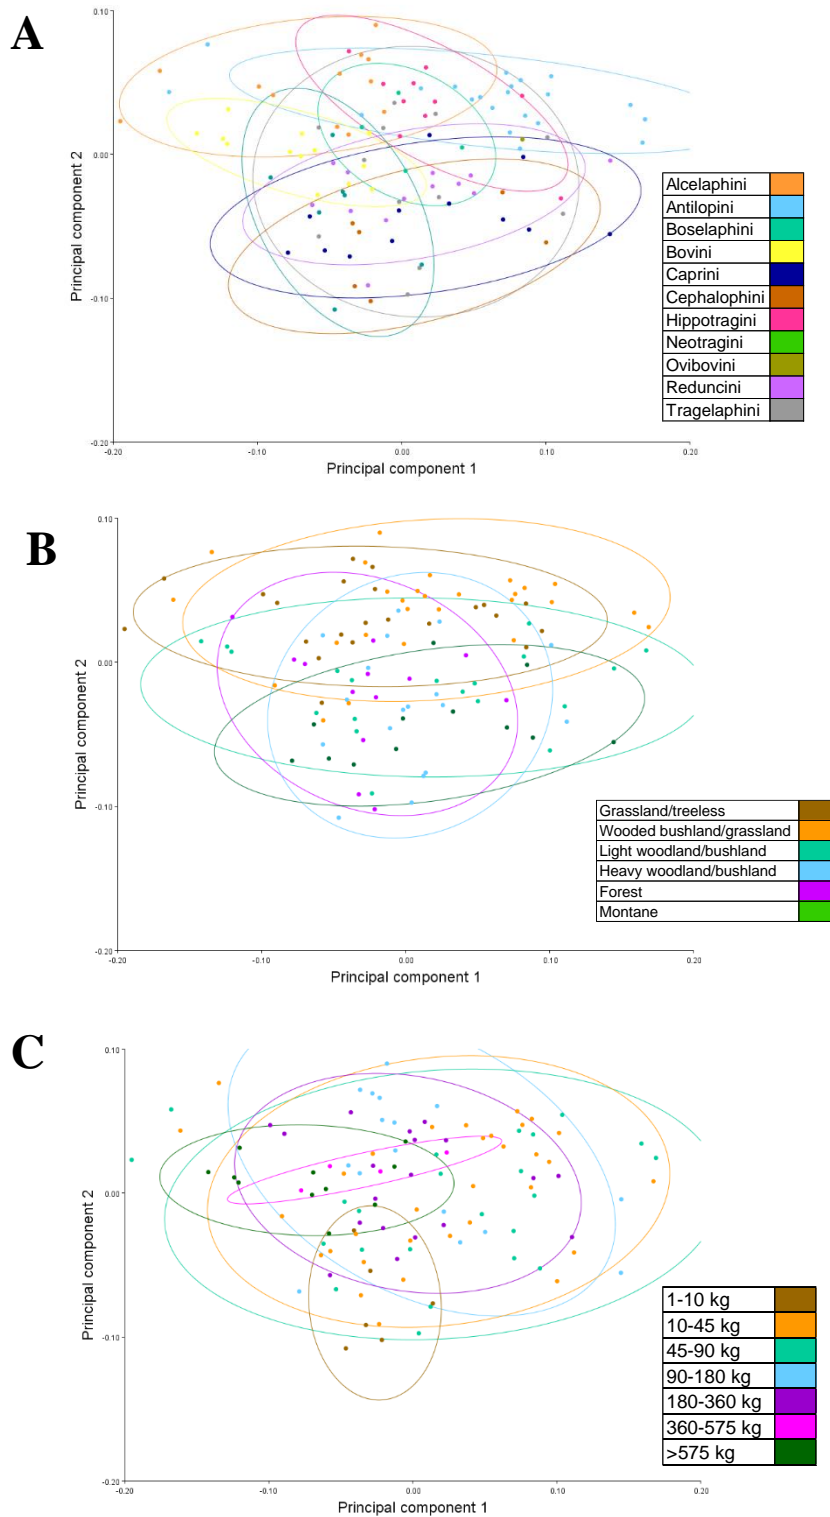 A
0.10
0.00
-0.10
-0.20
Principal component 2
-0.20 -0.10 0.00 0.10 0.20
Principal component 1
Alcelaphini
Antilopini
Boselaphini
Bovini
Caprini
Cephalophini
Hippotragini
Neotragini
Ovibovini
Reduncini
Tragelaphini
B
0.10
0.00
-0.10
-0.20
Principal component 2
-0.20 -0.10 0.00 0.10 0.20
Principal component 1
Grassland/treeless
Wooded bushland/grassland
Light woodland/bushland
Heavy woodland/bushland
Forest
Montane
C
0.10
0.00
-0.10
-0.20
Principal component 2
-0.20 -0.10 0.00 0.10 0.20
Principal component 1
1-10 kg
10-45 kg
45-90 kg
90-180 kg
180-360 kg
360-575 kg
>575 kg